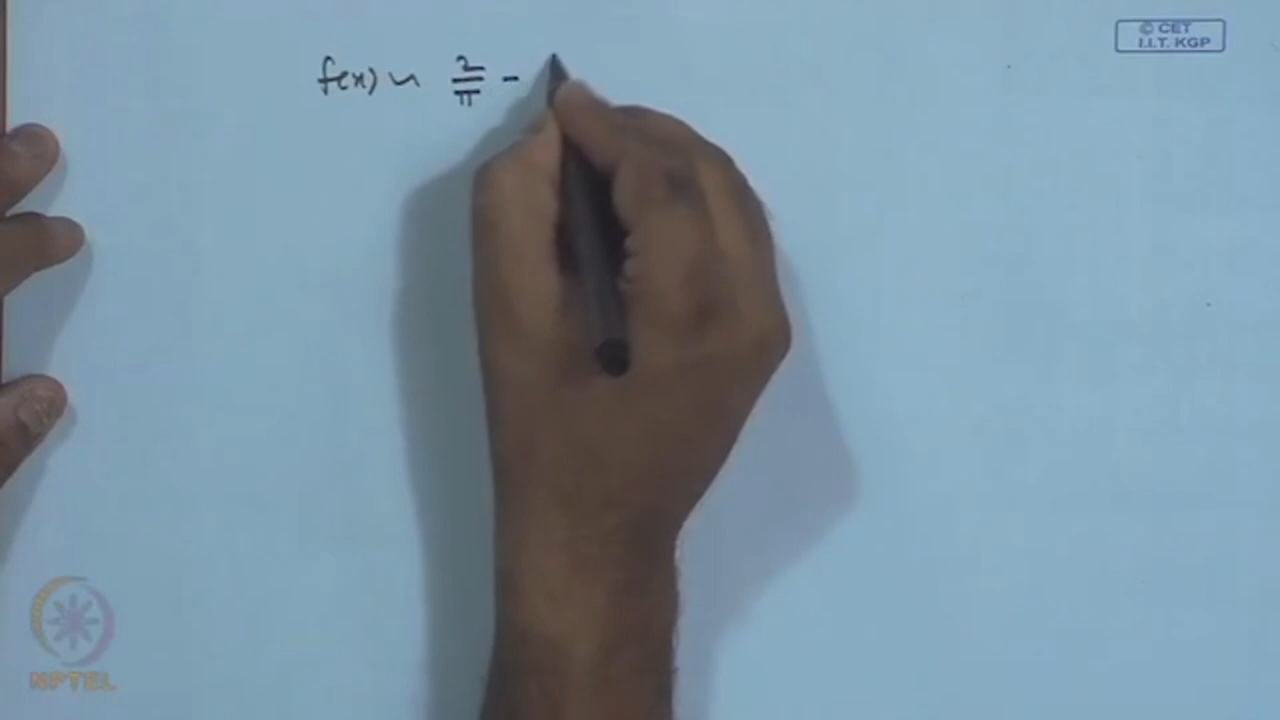 © CET
I.I.T. KGP
f(x) ~ 2/π -
NPTEL